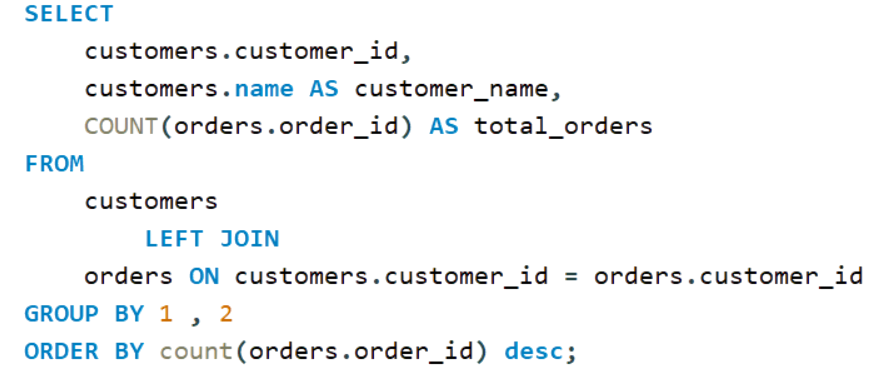 SELECT
    customers.customer_id,
    customers.name AS customer_name,
    COUNT(orders.order_id) AS total_orders
FROM
    customers
        LEFT JOIN
    orders ON customers.customer_id = orders.customer_id
GROUP BY 1 , 2
ORDER BY count(orders.order_id) desc;